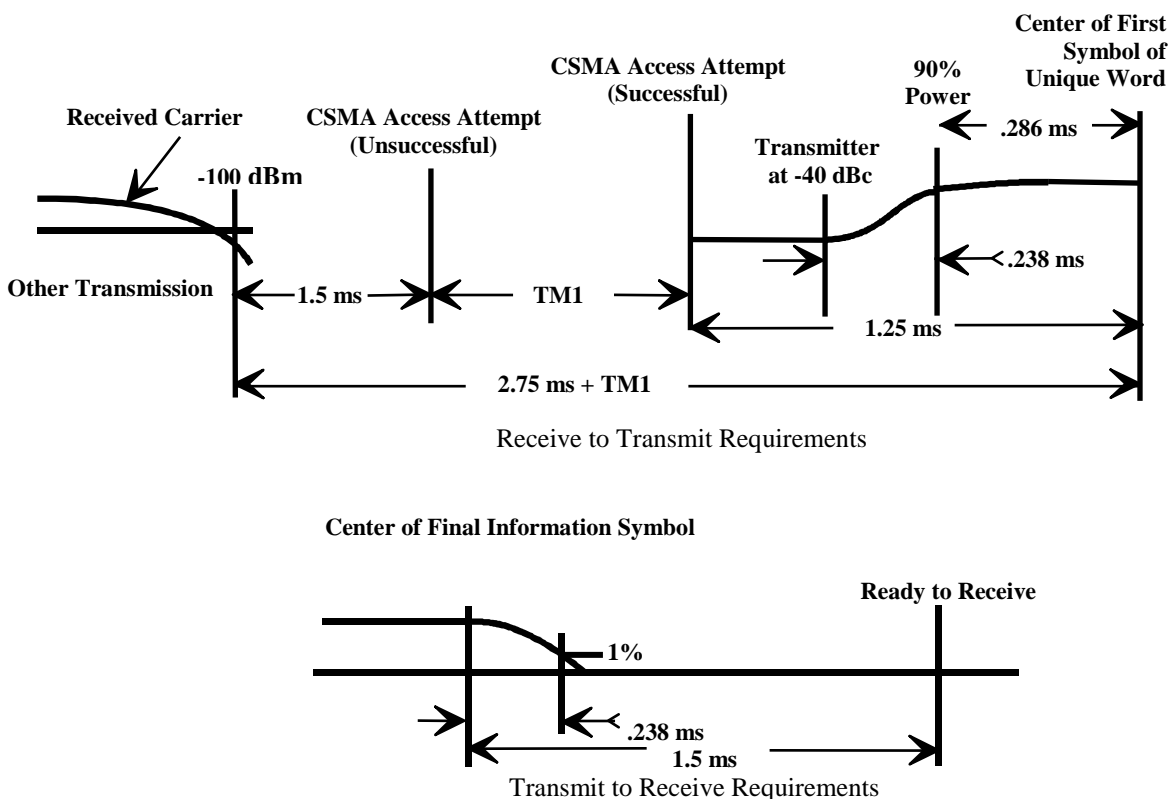 Center of First
Symbol of
Unique Word
CSMA Access Attempt
(Successful)
90%
Power
Received Carrier
CSMA Access Attempt
(Unsuccessful)
.286 ms
Transmitter
at -40 dBc
-100 dBm
.238 ms
Other Transmission
1.5 ms
TM1
1.25 ms
2.75 ms + TM1
Receive to Transmit Requirements
Center of Final Information Symbol
Ready to Receive
1%
.238 ms
1.5 ms
Transmit to Receive Requirements